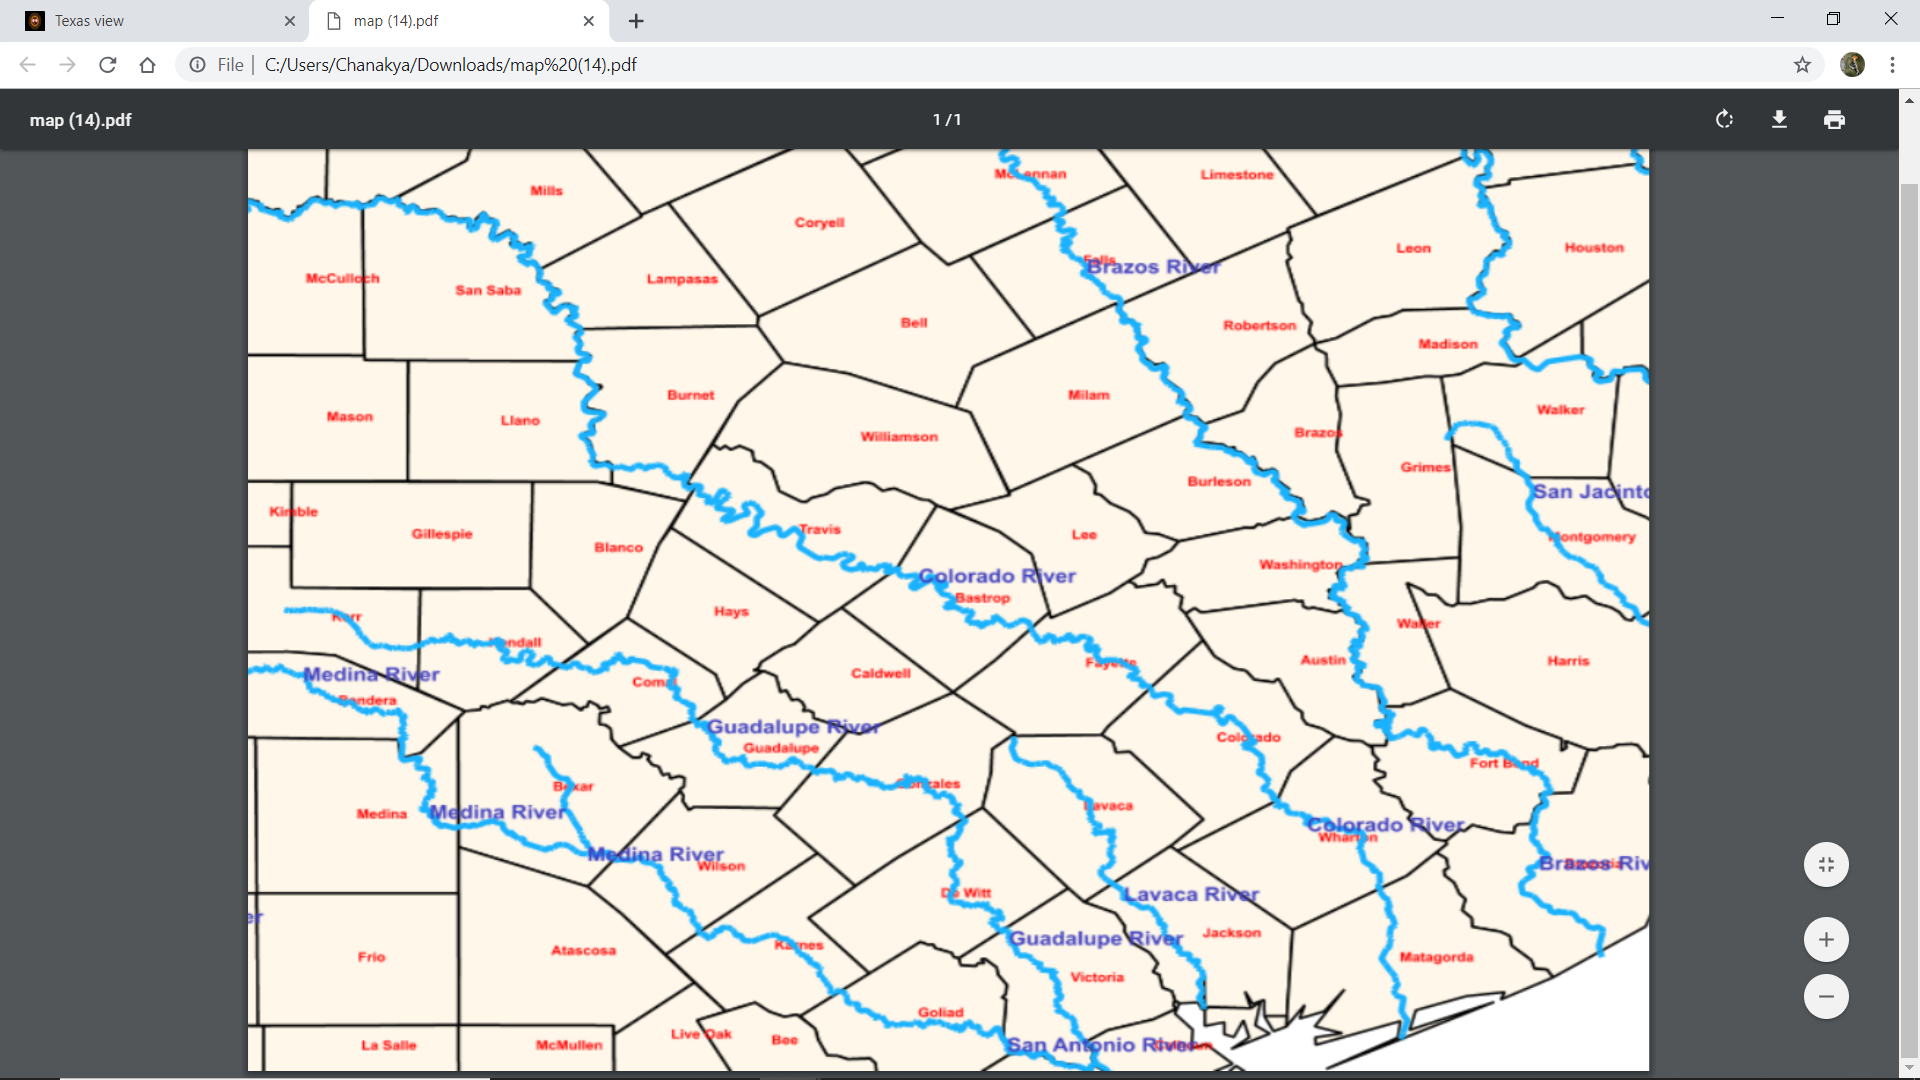 Texas view
map (14).pdf
File
C:/Users/Chanakya/Downloads/map%20(14).pdf
map (14).pdf
1 / 1
McLennan
Limestone
Mills
Coryell
Leon
Houston
Falls
Brazos River
McCulloch
San Saba
Lampasas
Bell
Robertson
Madison
Burnet
Milam
Mason
Llano
Walker
Williamson
Brazos
Grimes
Burleson
San Jacinto
Kimble
Gillespie
Travis
Lee
Montgomery
Blanco
Washington
Colorado River
Bastrop
Hays
Kerr
Waller
Kendall
Fayette
Austin
Harris
Medina River
Comal
Caldwell
Bandera
Guadalupe River
Guadalupe
Colorado
Fort Bend
Gonzales
Bexar
Medina
Medina River
Lavaca
Colorado River
Wharton
Medina River
Wilson
Brazos Riv
De Witt
Lavaca River
er
Jackson
Guadalupe River
Karnes
Atascosa
Frio
Matagorda
Victoria
Goliad
Live Oak
Bee
La Salle
McMullen
San Antonio River